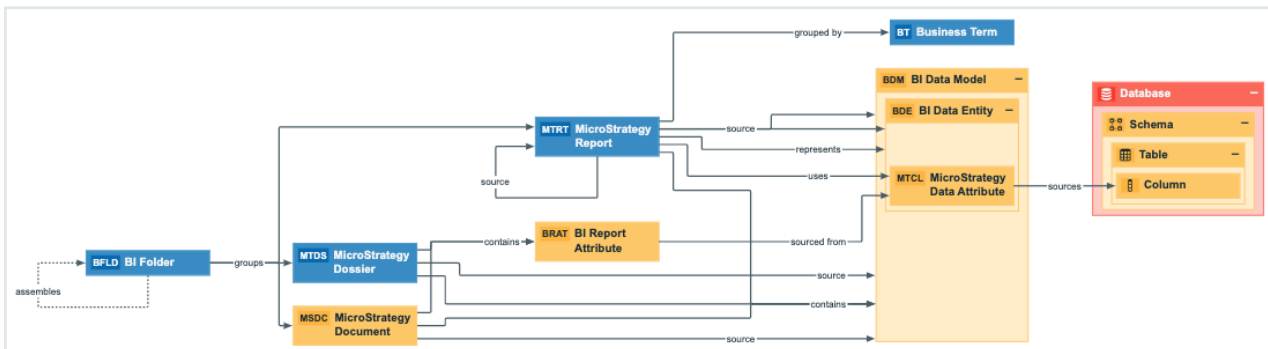 grouped by
BT Business Term
BDM BI Data Model
Database
BDE BI Data Entity
Schema
MTRT MicroStrategy
Report
source
represents
Table
source
uses
MTCL MicroStrategy
Data Attribute
sources
Column
contains
BRAT BI Report
Attribute
sourced from
BFLD BI Folder
groups
MTDS MicroStrategy
Dossier
source
assembles
contains
MSDC MicroStrategy
Document
source